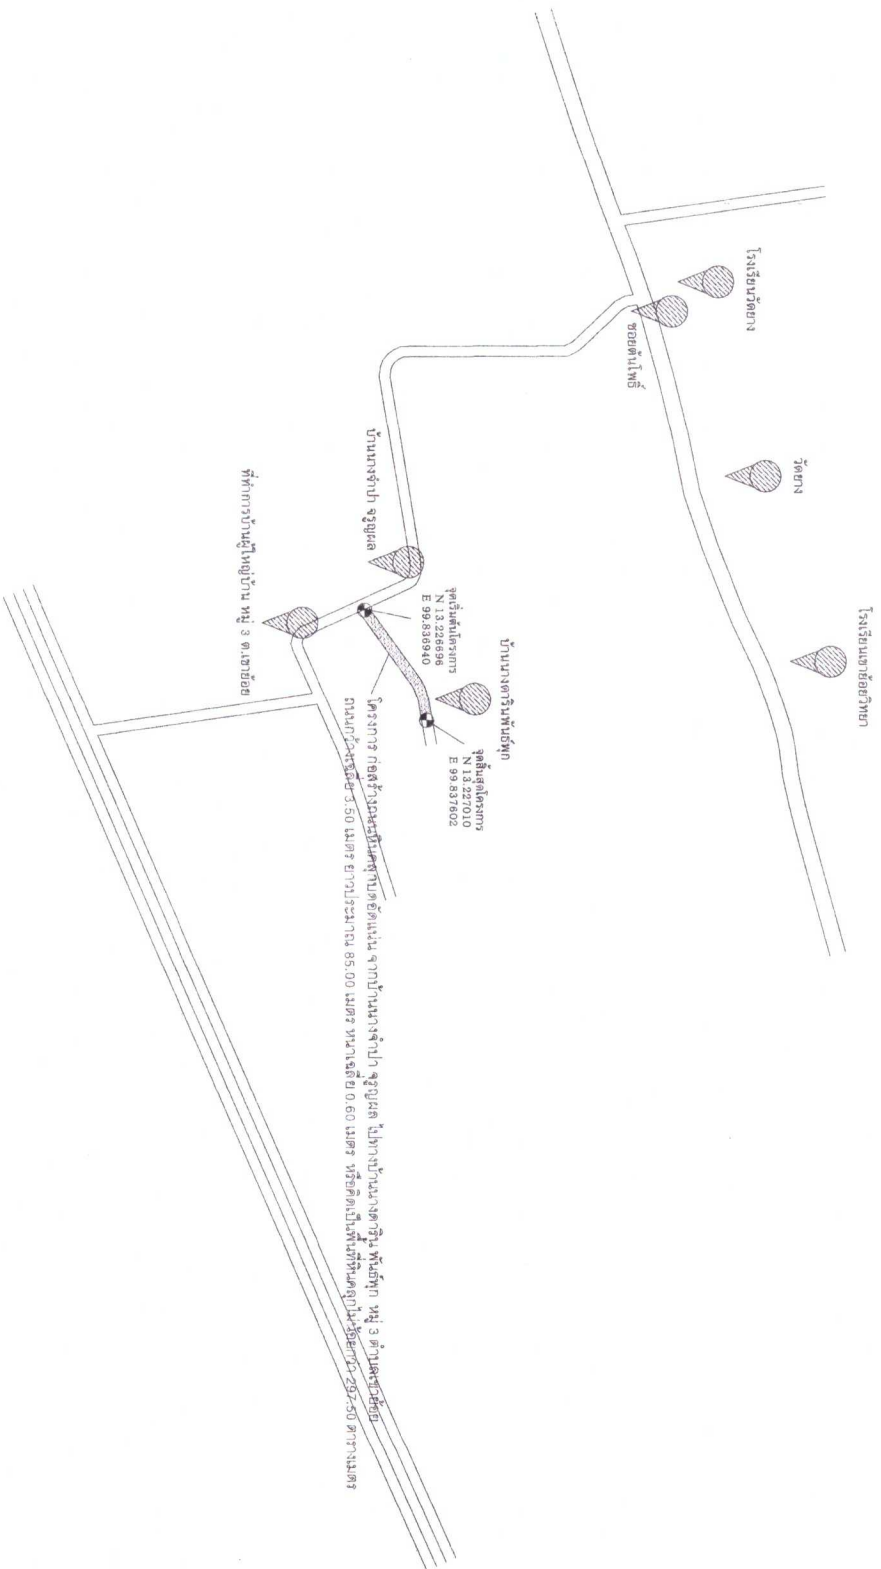 โรงเรียนเขาย้อยวิทยา
วัดยาง
โรงเรียนวัดยาง
ซอยต้นโพธิ์
บ้านนางดารินพันธ์พุก
จุดสิ้นสุดโครงการ
N 13.227010
E 99.837602
จุดเริ่มต้นโครงการ
N 13.226696
E 99.836940
บ้านนางจำปา จรูญผล
โครงการ ก่อสร้างถนนหินคลุกบดอัดแน่น จากบ้านนางจำปา จรูญผล ไปทางบ้านนางดาริน พันธ์พุก หมู่ 3 ตำบลเขาย้อย
ถนนกว้างเฉลี่ย 3.50 เมตร ยาวประมาณ 85.00 เมตร หนาเฉลี่ย 0.60 เมตร หรือคิดเป็นพื้นที่หินคลุกไม่น้อยกว่า 297.50 ตารางเมตร
ที่ทำการบ้านผู้ใหญ่บ้าน หมู่ 3 ต.เขาย้อย